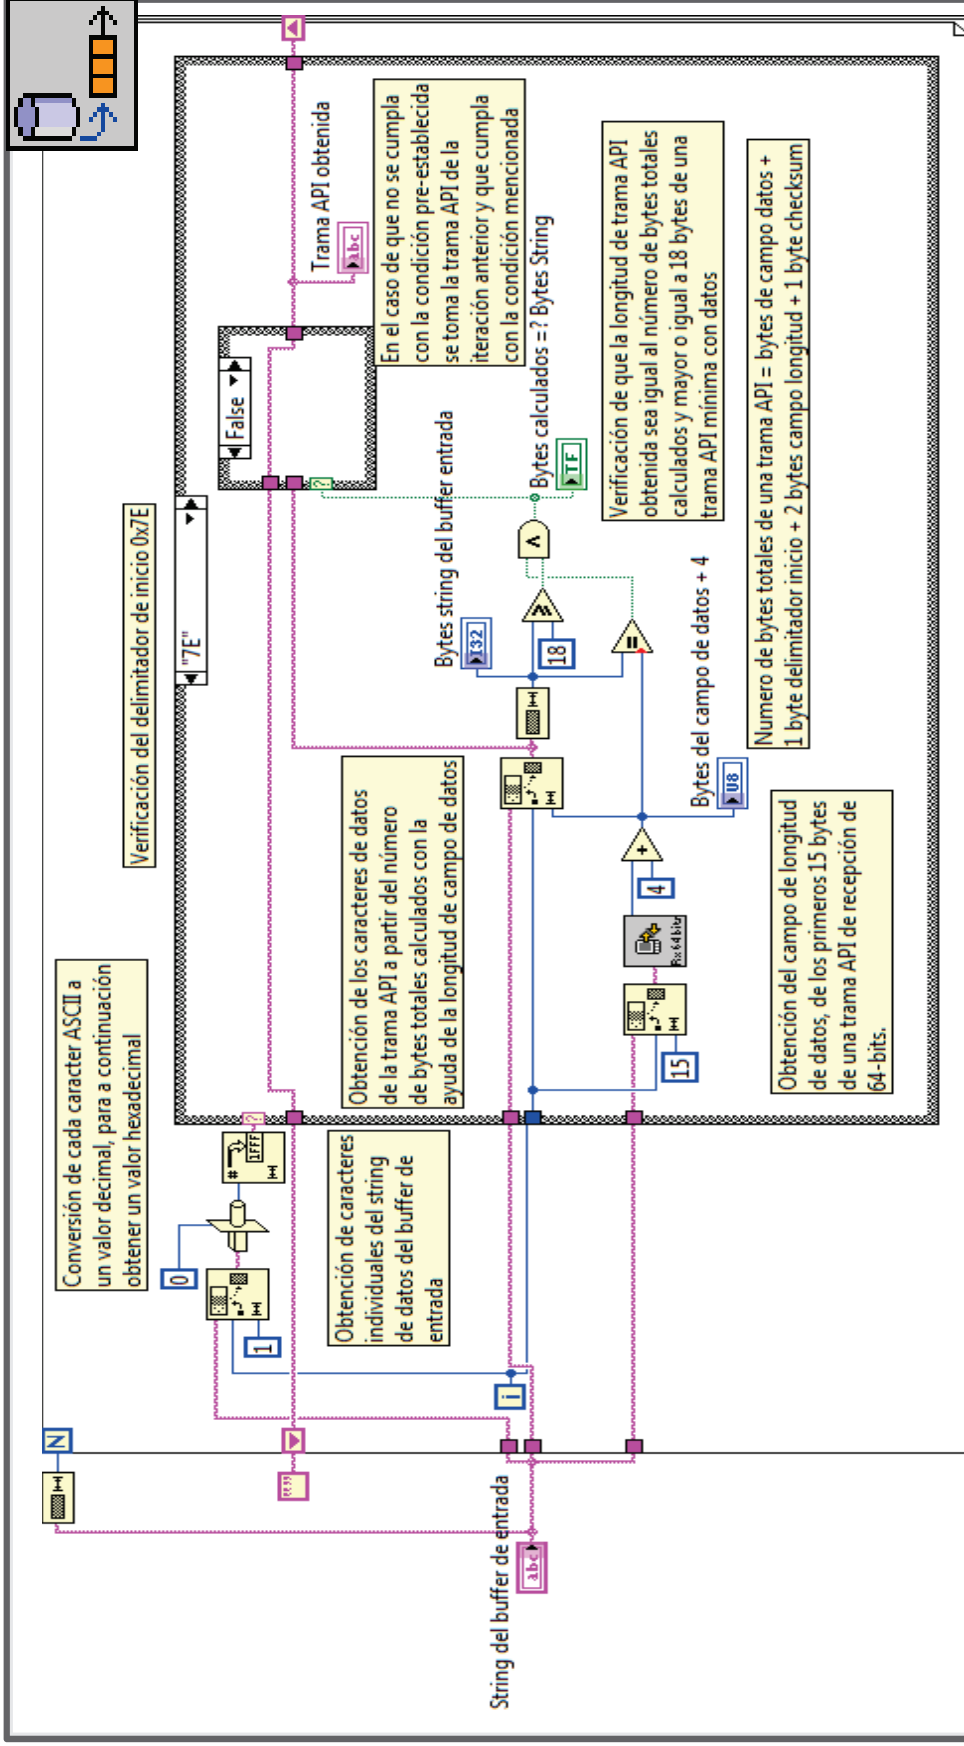 String del buffer de entrada
abc
N
i
Conversión de cada caracter ASCII a
un valor decimal, para a continuación
obtener un valor hexadecimal
0
1
#
1FFF
?
Obtención de caracteres
individuales del string
de datos del buffer de
entrada
Verificación del delimitador de inicio 0x7E
"7E"
Obtención de los caracteres de datos
de la trama API a partir del número
de bytes totales calculados con la
ayuda de la longitud de campo de datos
15
Rx 64 bits
4
+
Obtención del campo de longitud
de datos, de los primeros 15 bytes
de una trama API de recepción de
64-bits.
Bytes del campo de datos + 4
U8
Bytes string del buffer entrada
I32
18
=
False
?
Trama API obtenida
abc
En el caso de que no se cumpla
con la condición pre-establecida
se toma la trama API de la
iteración anterior y que cumpla
con la condición mencionada
Bytes calculados =? Bytes String
TF
Verificación de que la longitud de trama API
obtenida sea igual al número de bytes totales
calculados y mayor o igual a 18 bytes de una
trama API mínima con datos
Numero de bytes totales de una trama API = bytes de campo datos +
1 byte delimitador inicio + 2 bytes campo longitud + 1 byte checksum